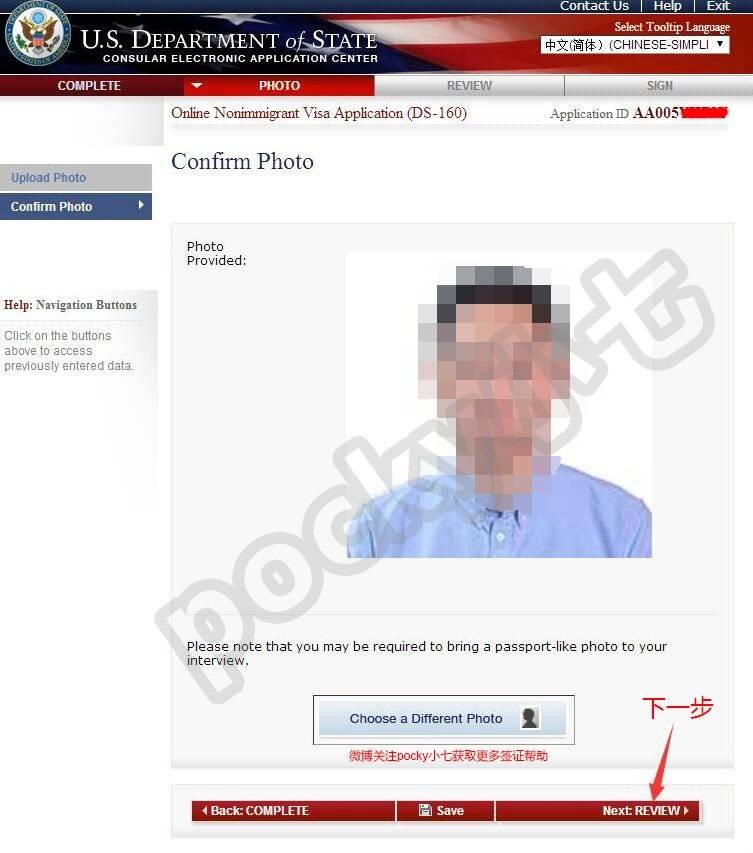 Contact Us | Help | Exit
U.S. DEPARTMENT of STATE
CONSULAR ELECTRONIC APPLICATION CENTER
Select Tooltip Language
中文(简体) (CHINESE-SIMPLI
COMPLETE PHOTO REVIEW SIGN
Online Nonimmigrant Visa Application (DS-160)
Application ID AA005
Confirm Photo
Upload Photo
Confirm Photo
Help: Navigation Buttons
Click on the buttons
above to access
previously entered data.
Photo
Provided:
pocky小七
Please note that you may be required to bring a passport-like photo to your
interview.
Choose a Different Photo
微博关注pocky小七获取更多签证帮助
下一步
Back: COMPLETE Save Next: REVIEW